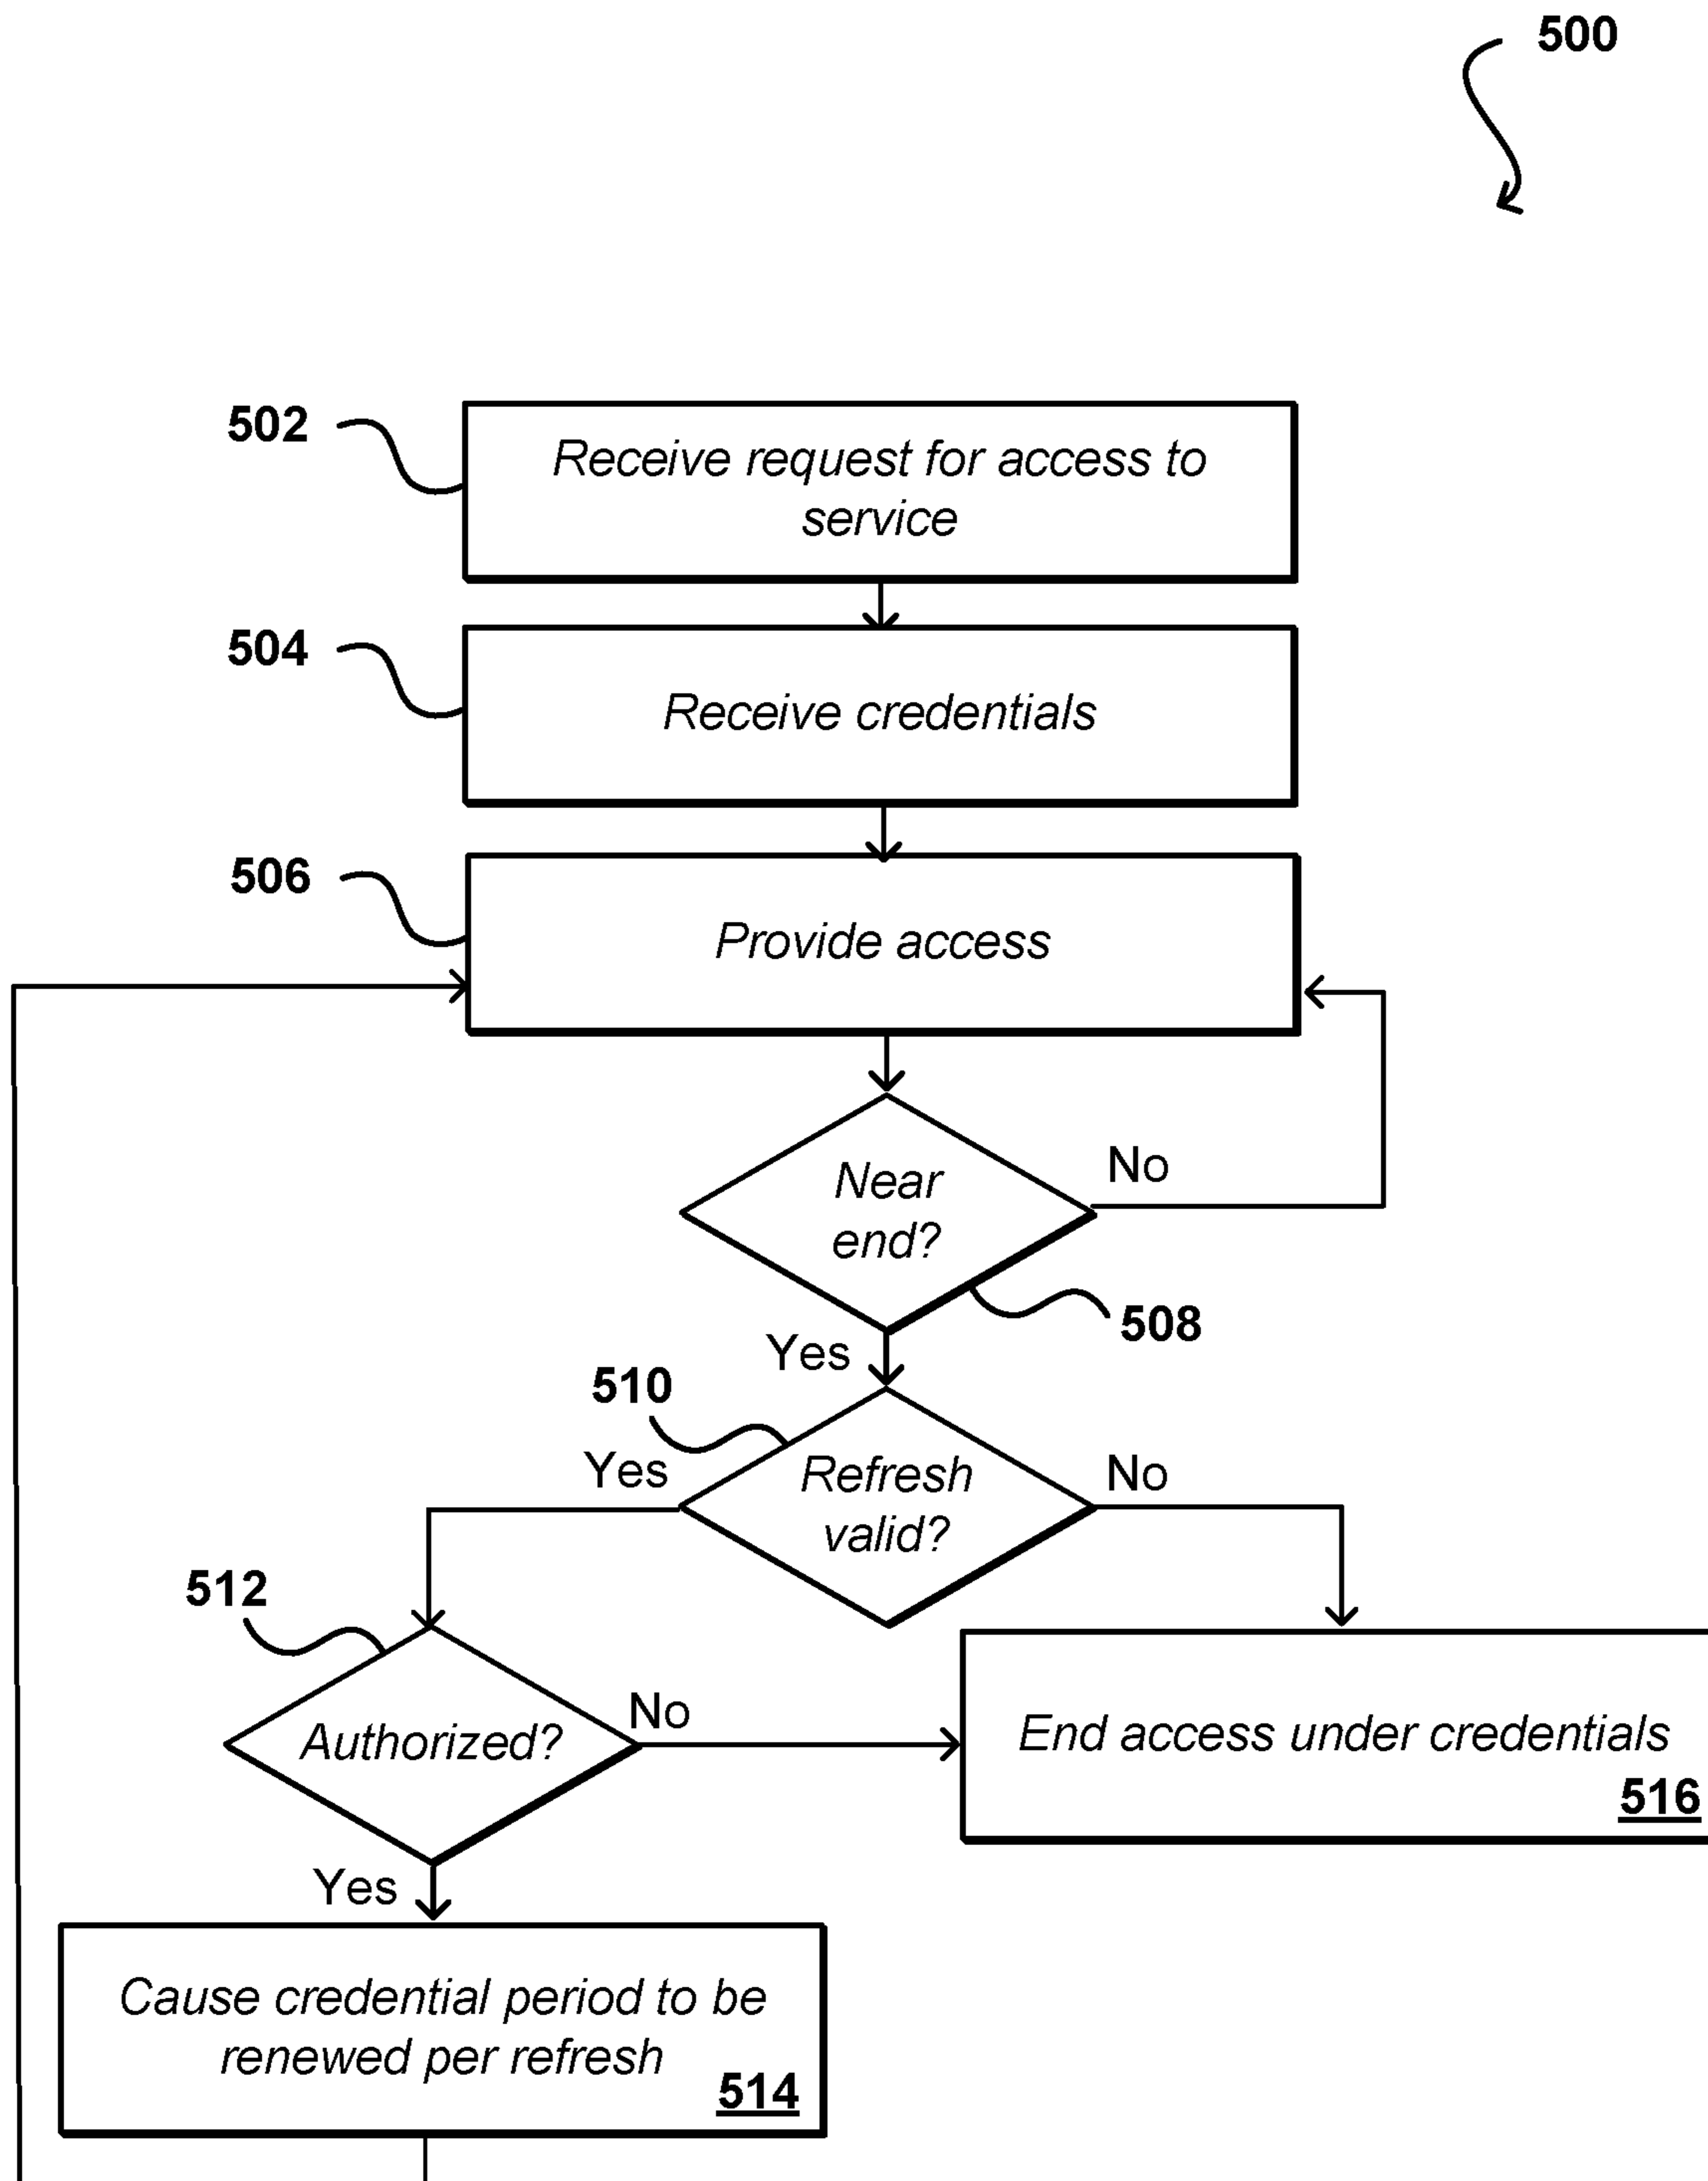 500
502
Receive request for access to
service
504
Receive credentials
506
Provide access
Near
end?
No
508
Yes
510
Yes
Refresh
valid?
No
512
Authorized?
No
End access under credentials
516
Yes
Cause credential period to be
renewed per refresh
514